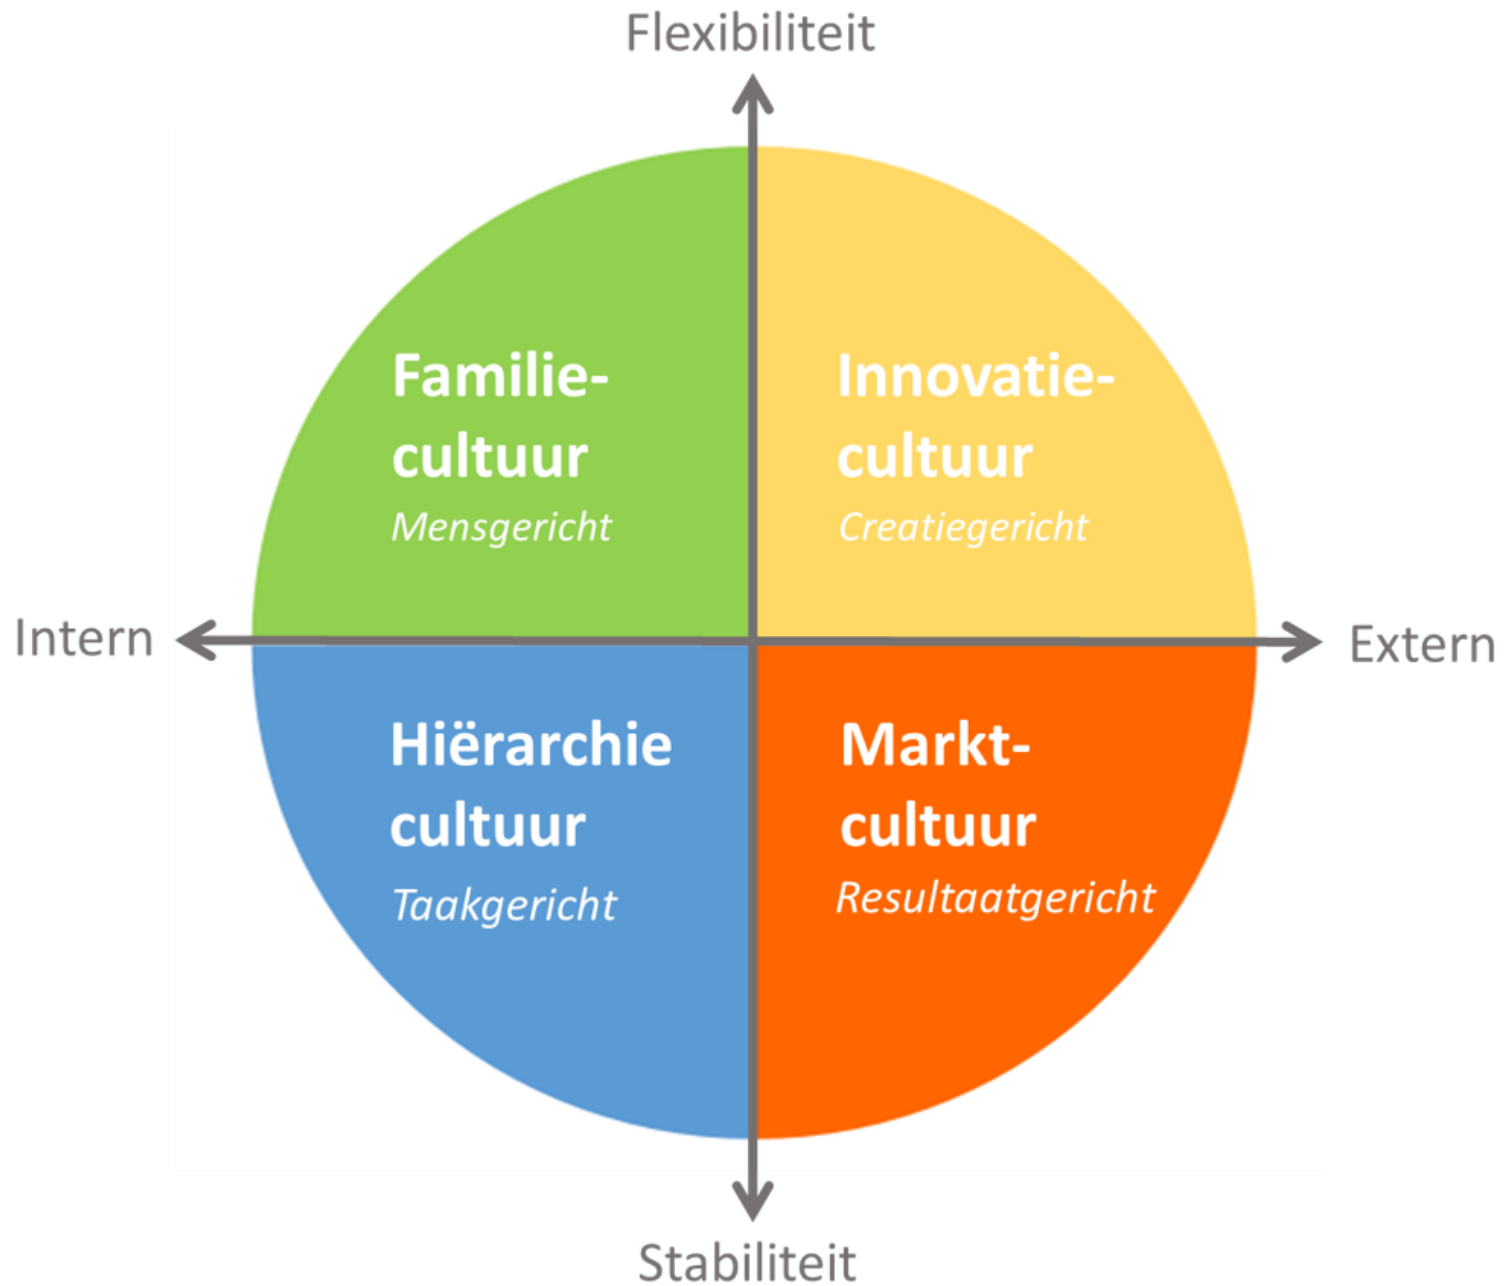 Flexibiliteit
Familie-
cultuur
Mensgericht
Innovatie-
cultuur
Creatiegericht
Intern
Extern
Hiërarchie
cultuur
Taakgericht
Markt-
cultuur
Resultaatgericht
Stabiliteit